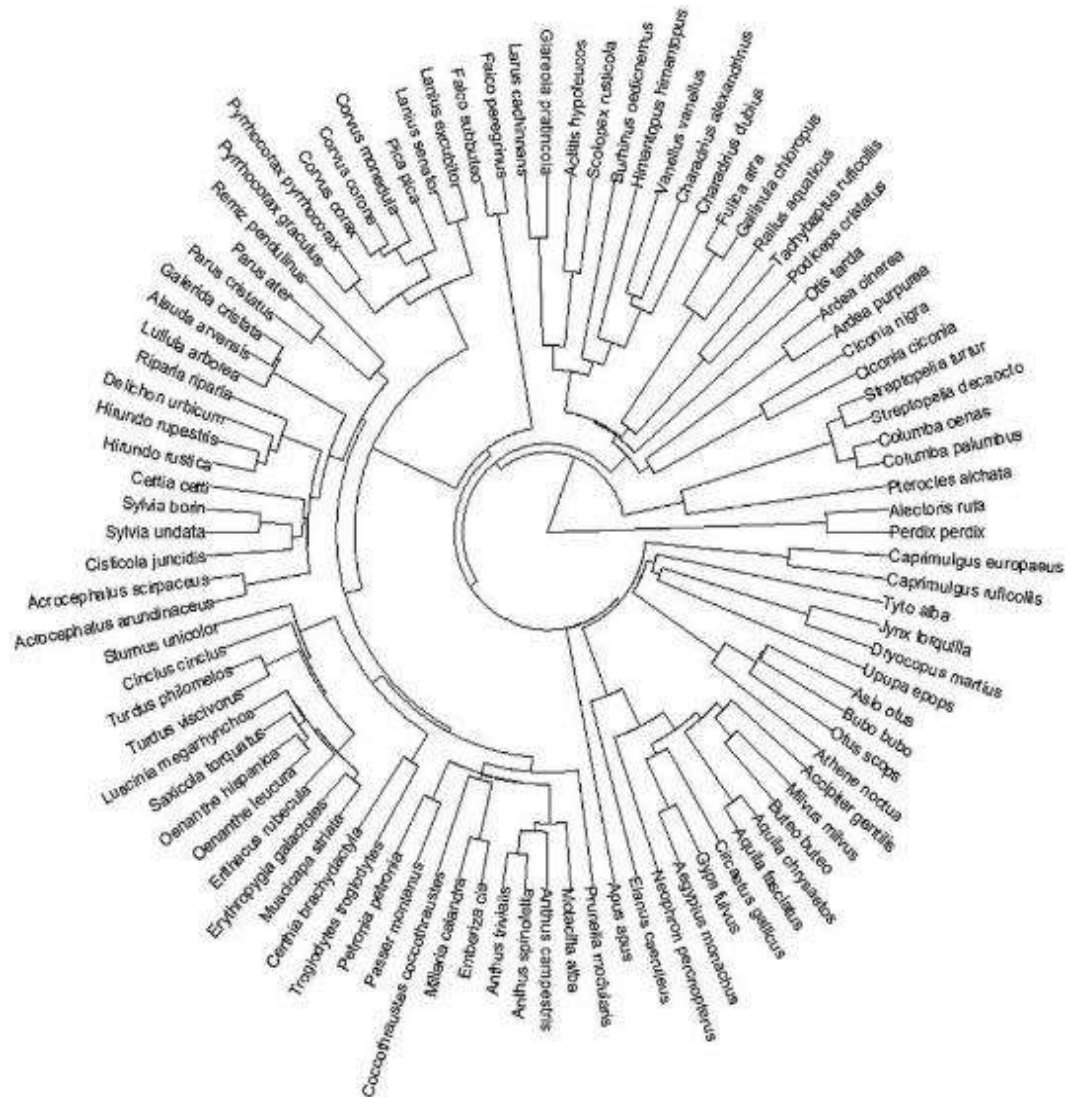 Glareola pratincola
Actitis hypoleucos
Scolopax rusticola
Burhinus oedicnemus
Himantopus himantopus
Vanellus vanellus
Charadrius alexandrinus
Charadrius dubius
Fulica atra
Gallinula chloropus
Rallus aquaticus
Tachybaptus ruficollis
Podiceps cristatus
Otis tarda
Ardea cinerea
Ardea purpurea
Ciconia nigra
Ciconia ciconia
Streptopelia turtur
Streptopelia decaocto
Columba oenas
Columba palumbus
Pterocles alchata
Alectoris rufa
Perdix perdix
Caprimulgus europaeus
Caprimulgus ruficollis
Tyto alba
Jynx torquilla
Dryocopus martius
Upupa epops
Asio otus
Bubo bubo
Otus scops
Athene noctua
Accipiter gentilis
Milvus milvus
Buteo buteo
Aquila chrysaetos
Aquila fasciatus
Circaetus gallicus
Gyps fulvus
Aegypius monachus
Neophron percnopterus
Elanus caeruleus
Apus apus
Prunella modularis
Motacilla alba
Anthus campestris
Anthus spinoletta
Anthus trivialis
Emberiza cia
Miliaria calandra
Coccothraustes coccothraustes
Passer montanus
Petronia petronia
Troglodytes troglodytes
Certhia brachydactyla
Muscicapa striata
Erythropygia galactotes
Erithacus rubecula
Oenanthe leucura
Oenanthe hispanica
Saxicola torquatus
Luscinia megarhynchos
Turdus viscivorus
Turdus philomelos
Cinclus cinclus
Sturnus unicolor
Acrocephalus arundinaceus
Acrocephalus scirpaceus
Cisticola juncidis
Sylvia undata
Sylvia borin
Cettia cetti
Hirundo rustica
Hirundo rupestris
Delichon urbicum
Riparia riparia
Lullula arborea
Alauda arvensis
Galerida cristata
Parus cristatus
Parus ater
Remiz pendulinus
Pyrrhocorax graculus
Pyrrhocorax pyrrhocorax
Corvus corax
Corvus corone
Corvus monedula
Pica pica
Lanius senator
Lanius excubitor
Falco subbuteo
Falco peregrinus
Larus cachinnans